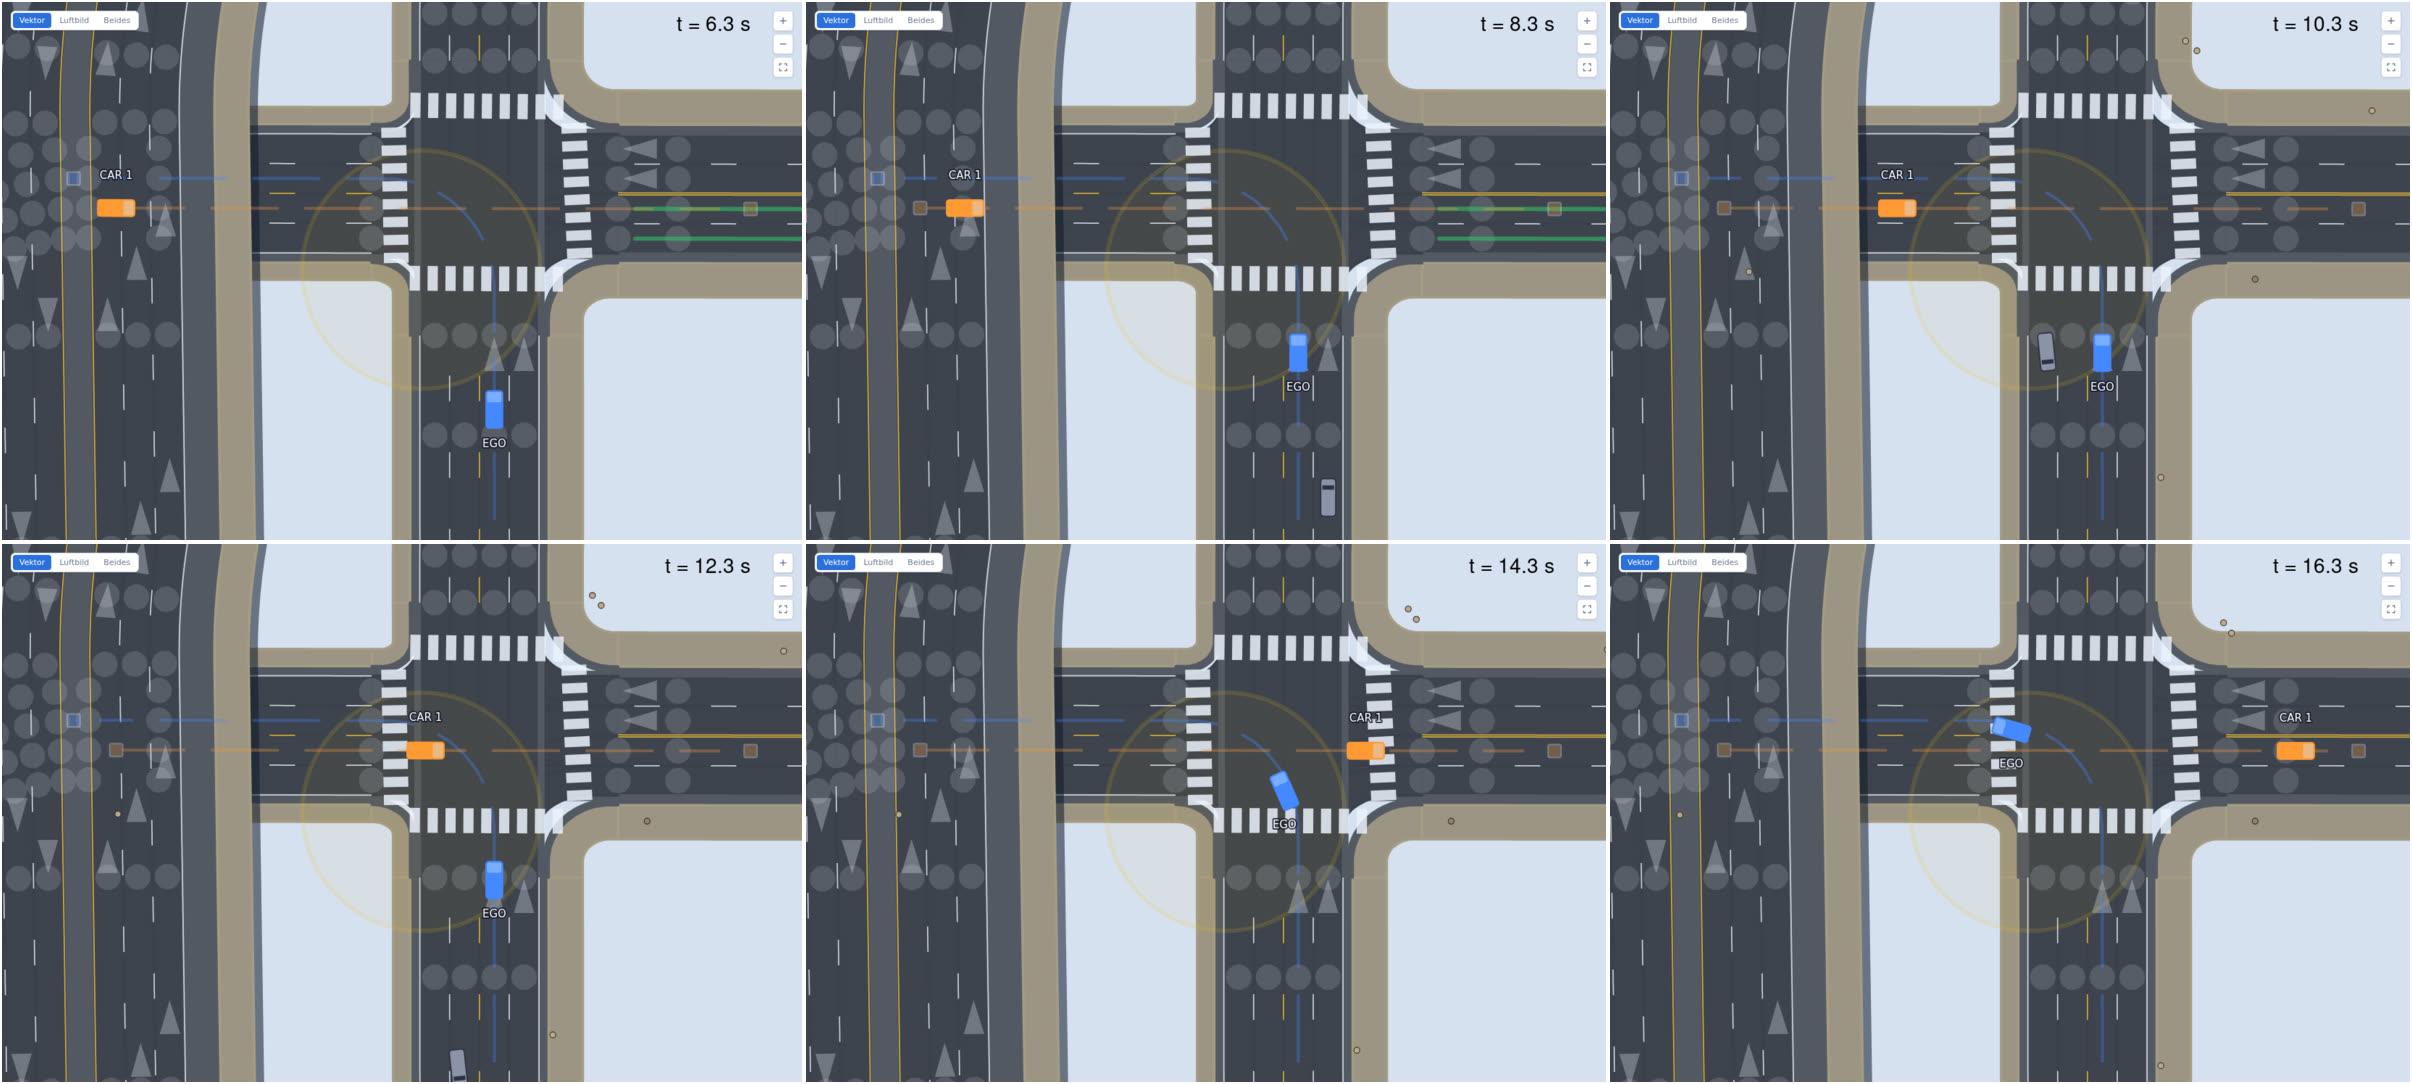 Vektor Luftbild Beides
t = 6.3 s
+
−
CAR 1
EGO
Vektor Luftbild Beides
t = 8.3 s
+
−
CAR 1
EGO
Vektor Luftbild Beides
t = 10.3 s
+
−
CAR 1
EGO
Vektor Luftbild Beides
t = 12.3 s
+
−
CAR 1
EGO
Vektor Luftbild Beides
t = 14.3 s
+
−
CAR 1
EGO
Vektor Luftbild Beides
t = 16.3 s
+
−
CAR 1
EGO